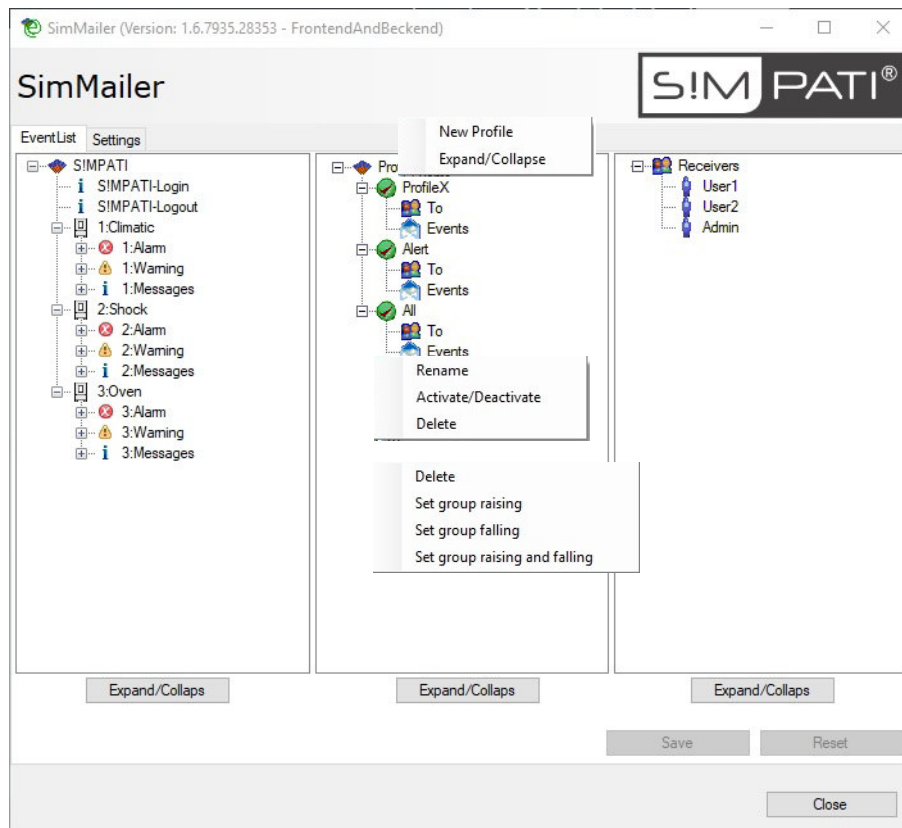 SimMailer (Version: 1.6.7935.28353 - FrontendAndBeckend)
SimMailer
S!MPATI®
EventList
Settings
S!MPATI
S!MPATI-Login
S!MPATI-Logout
1:Climatic
1:Alarm
1:Warning
1:Messages
2:Shock
2:Alarm
2:Warning
2:Messages
3:Oven
3:Alarm
3:Warning
3:Messages
Expand/Collaps
New Profile
Expand/Collapse
ProfileX
To
Events
Alert
To
Events
All
To
Events
Rename
Activate/Deactivate
Delete
Delete
Set group raising
Set group falling
Set group raising and falling
Expand/Collaps
Receivers
User1
User2
Admin
Expand/Collaps
Save
Reset
Close